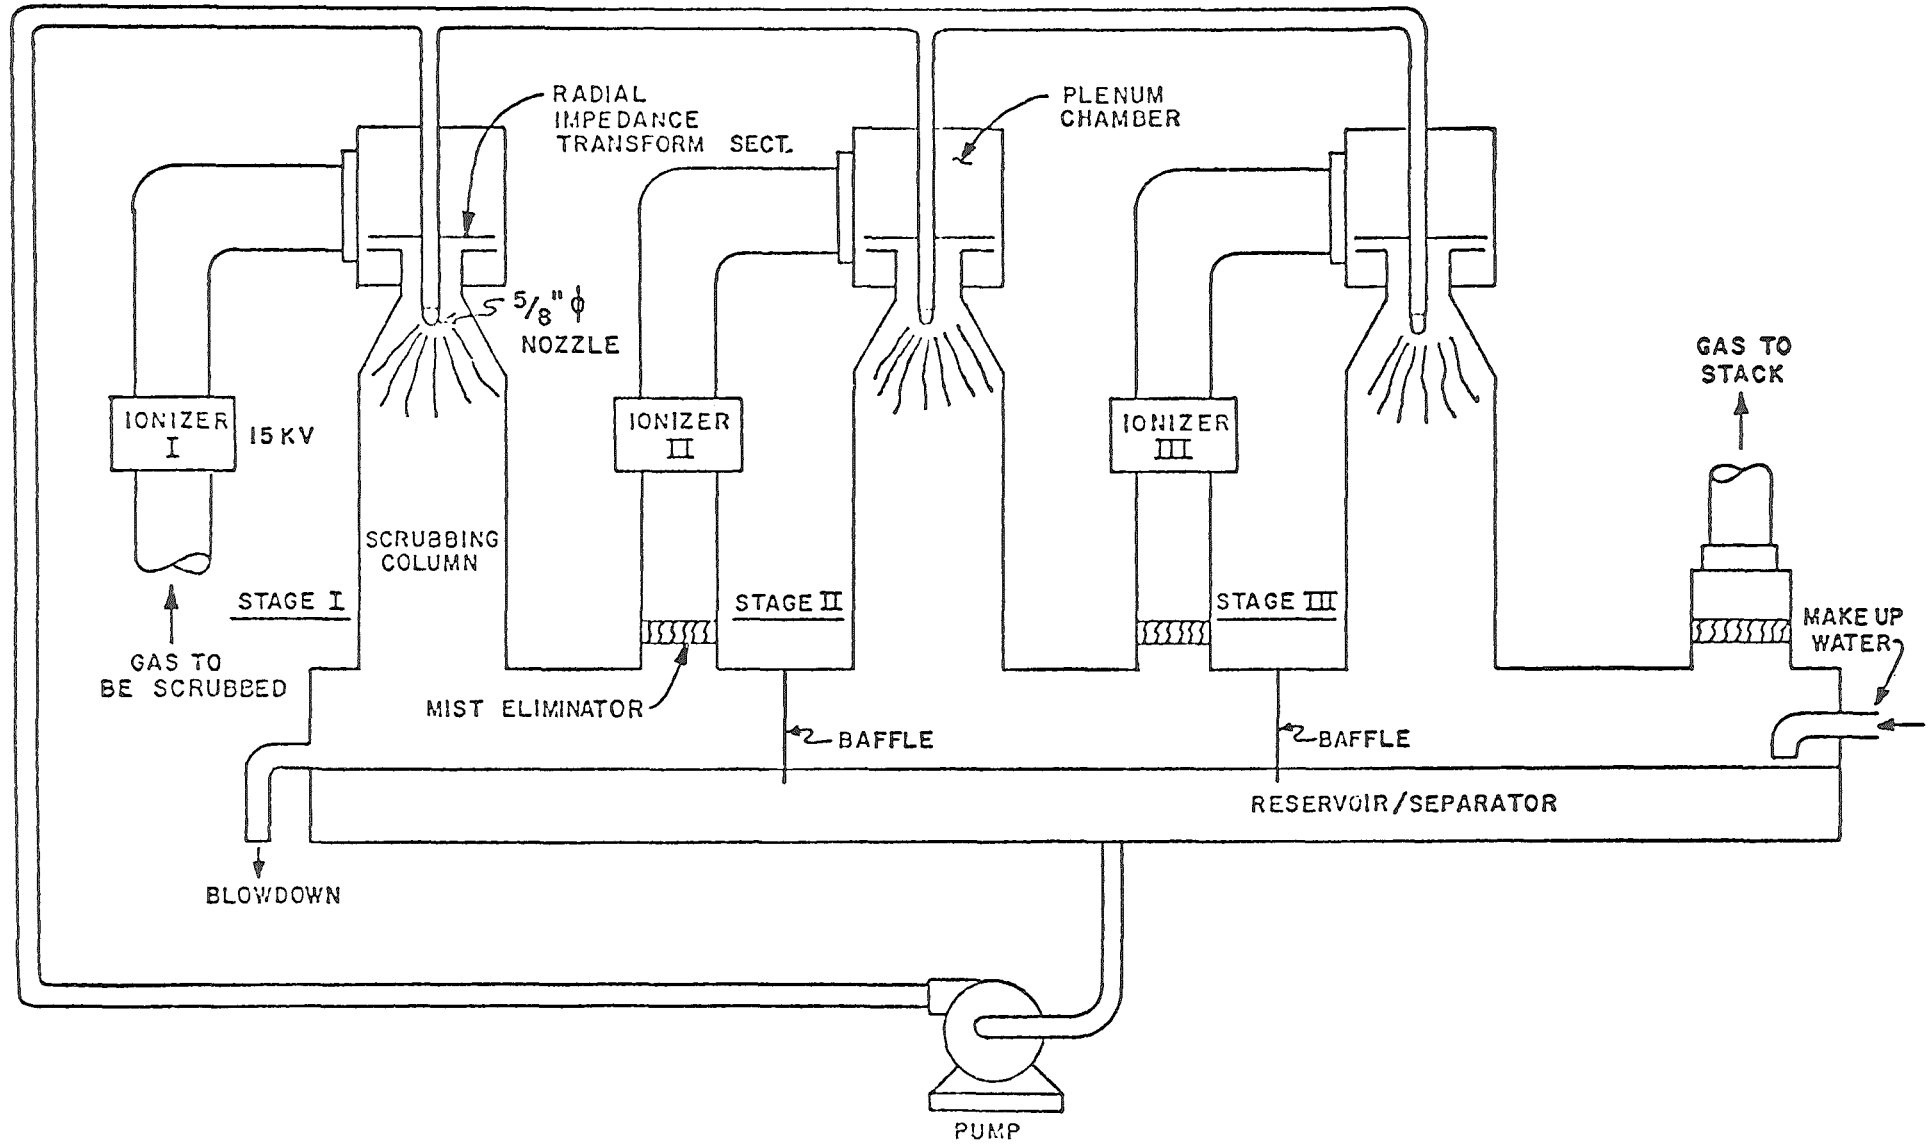 RADIAL
IMPEDANCE
TRANSFORM SECT.
PLENUM
CHAMBER
5/8" ϕ
NOZZLE
GAS TO
STACK
IONIZER
I
15 KV
IONIZER
II
IONIZER
III
SCRUBBING
COLUMN
STAGE I
STAGE II
STAGE III
MAKE UP
WATER
GAS TO
BE SCRUBBED
MIST ELIMINATOR
BAFFLE
BAFFLE
RESERVOIR/SEPARATOR
BLOWDOWN
PUMP